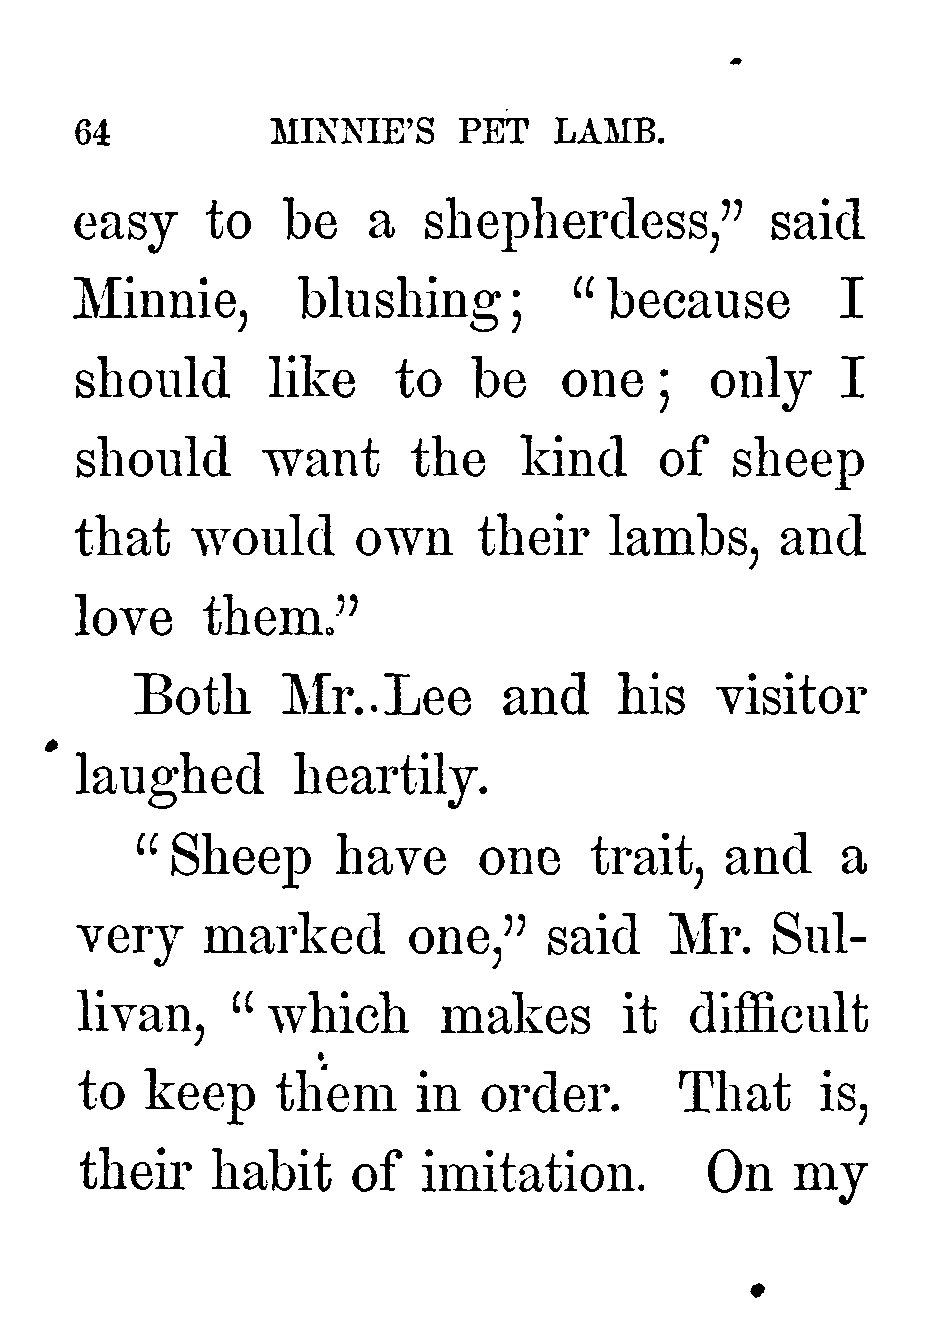 64 MINNIE'S PET LAMB.
easy to be a shepherdess,” said
Minnie, blushing; “because I
should like to be one; only I
should want the kind of sheep
that would own their lambs, and
love them.”
Both Mr. Lee and his visitor
laughed heartily.
“Sheep have one trait, and a
very marked one,” said Mr. Sul-
livan, “which makes it difficult
to keep them in order. That is,
their habit of imitation. On my